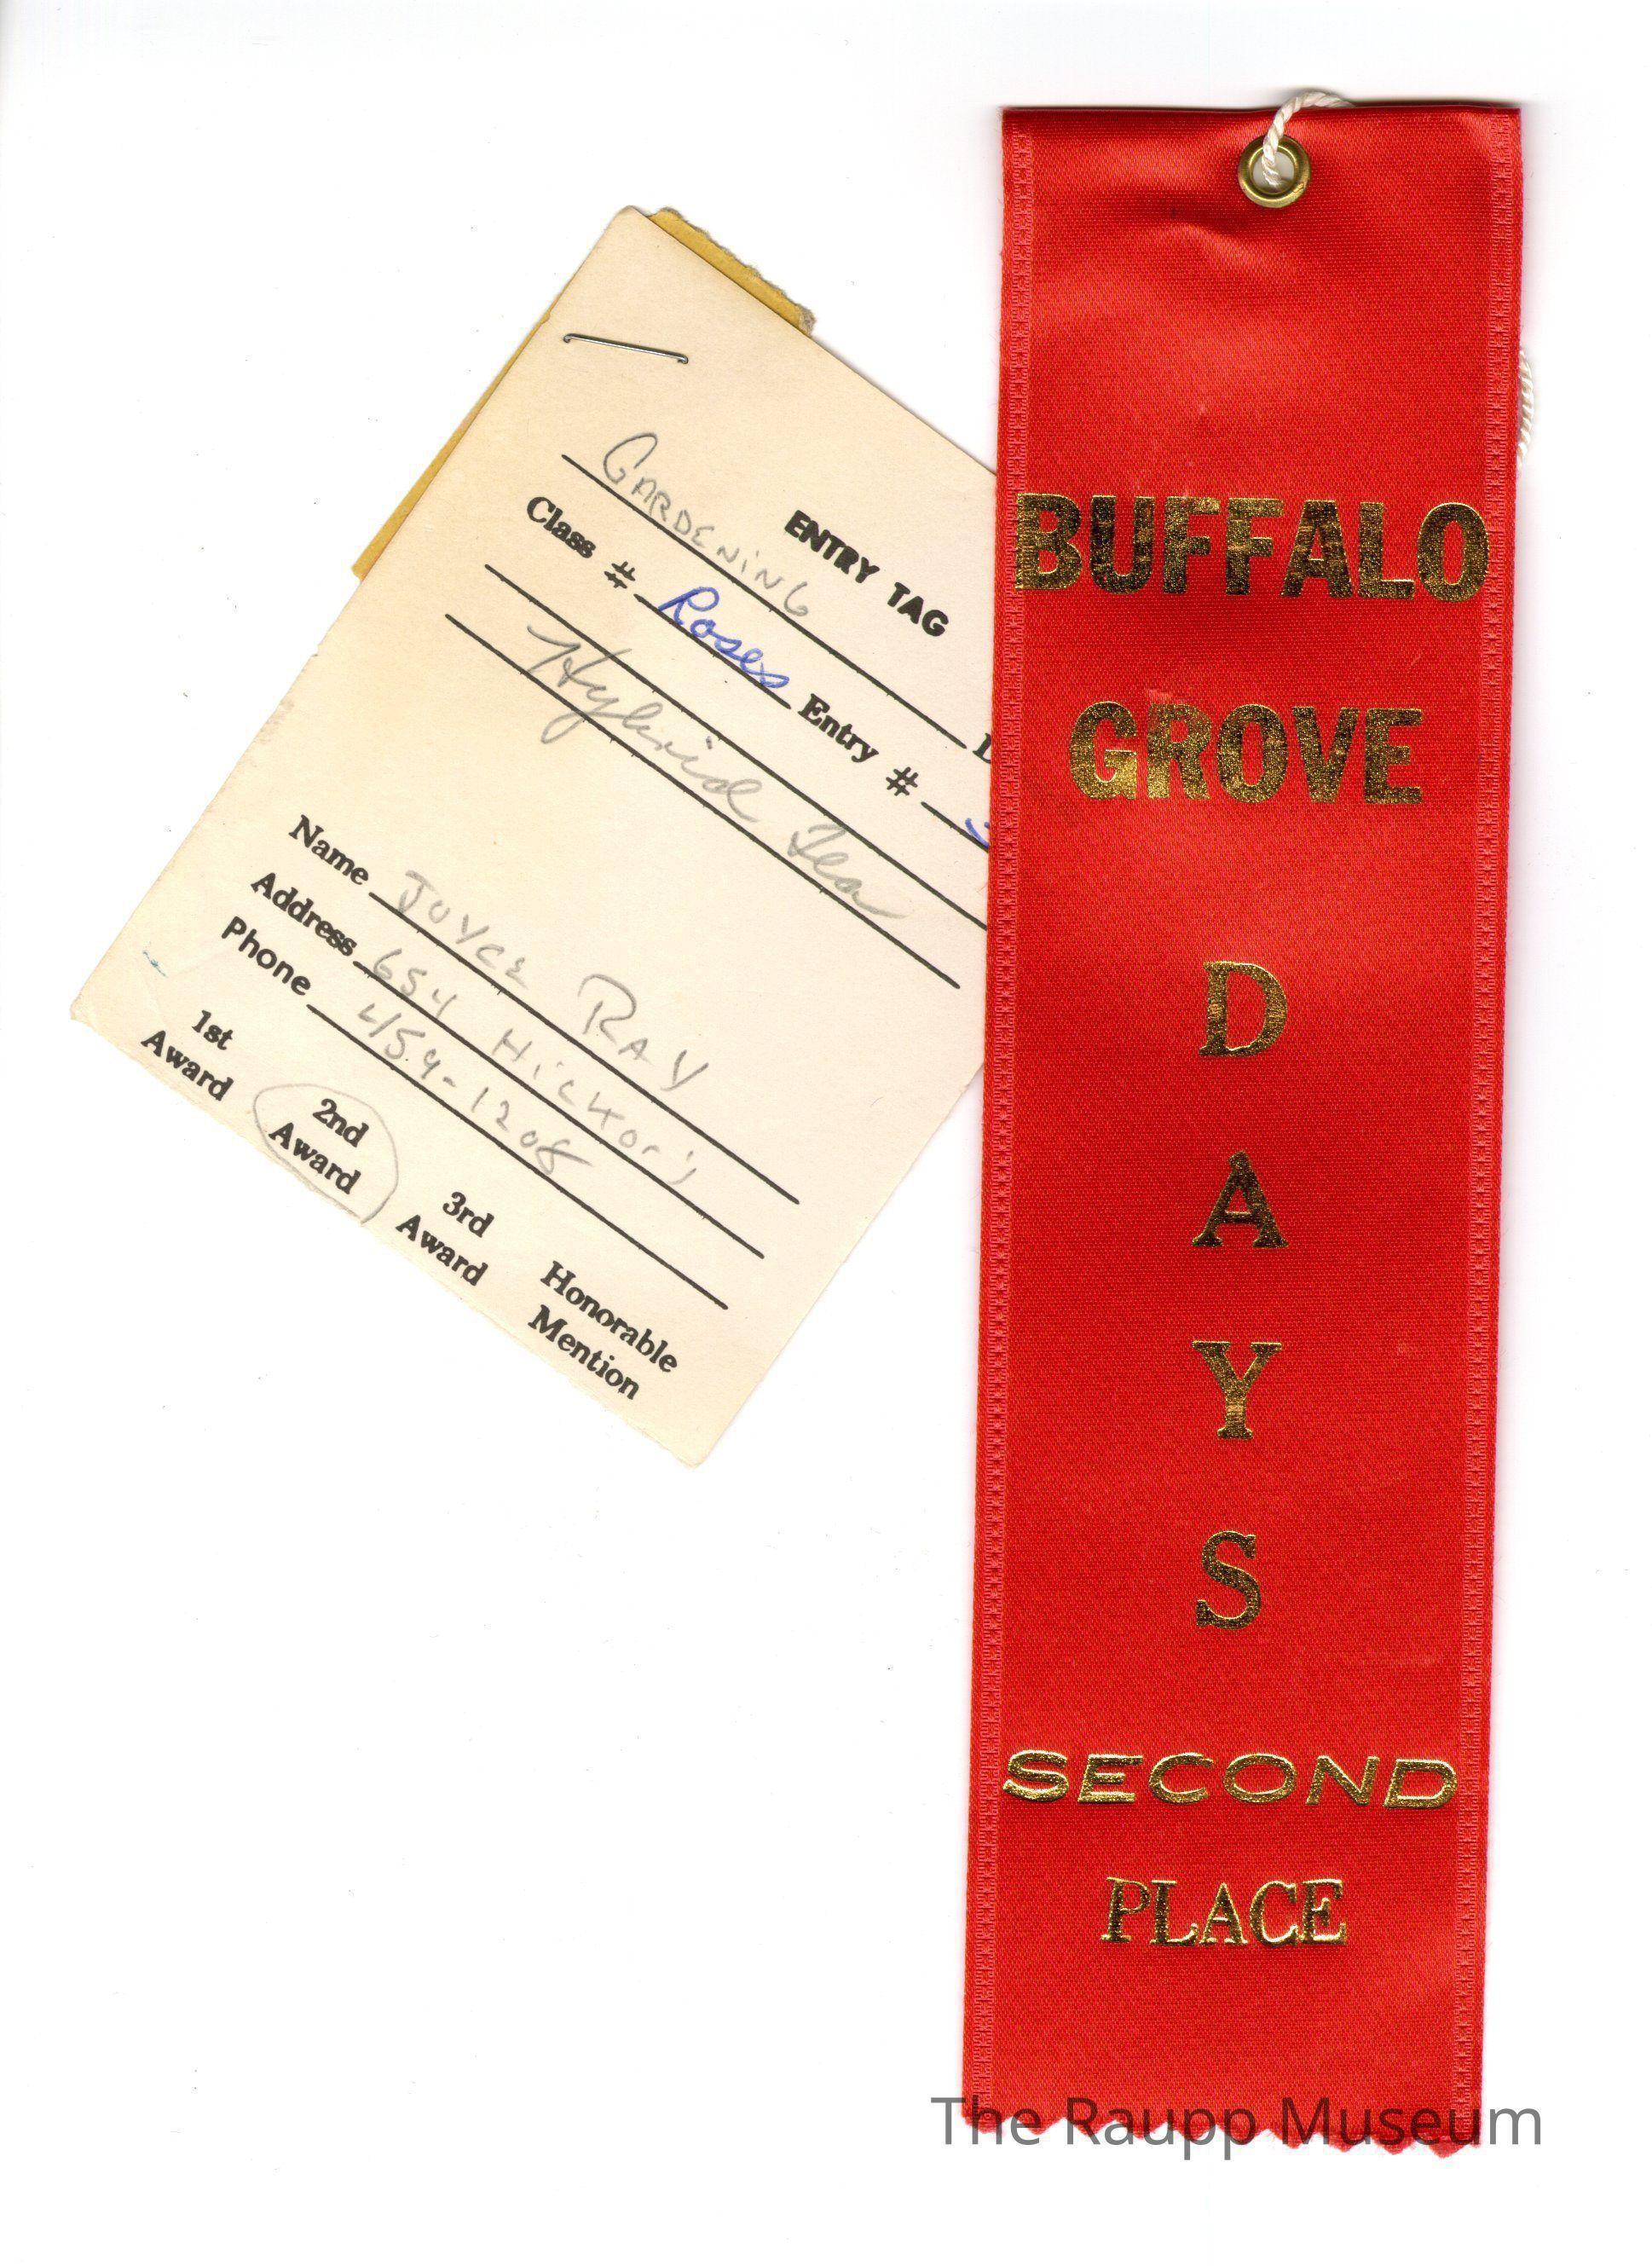 ENTRY TAG
GARDENING
Class # Roses Entry #
Hybrid Tea
Name JOYCE RAY
Address 654 Hickory
Phone 459-1208
1st Award
2nd Award
3rd Award
Honorable Mention
BUFFALO
GROVE
D
A
Y
S
SECOND
PLACE
The Raupp Museum